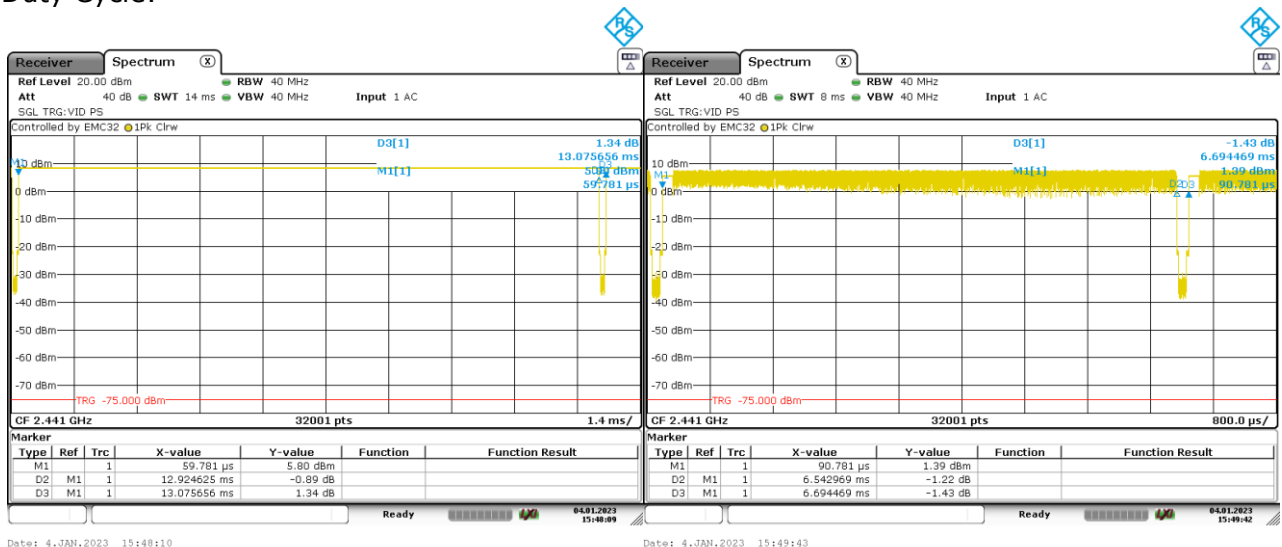 Duty Cycle:
R&S
Receiver Spectrum X
Ref Level 20.00 dBm RBW 40 MHz
Att 40 dB SWT 14 ms VBW 40 MHz Input 1 AC
SGL TRG:VID PS
Controlled by EMC32 1Pk Clrw
D3[1] 1.34 dB
13.075656 ms
M1[1] 5.80 dBm
59.781 µs
M1
D3
10 dBm
0 dBm
-10 dBm
-20 dBm
-30 dBm
-40 dBm
-50 dBm
-60 dBm
-70 dBm
TRG -75.000 dBm
CF 2.441 GHz 32001 pts 1.4 ms/
Marker
Type Ref Trc X-value Y-value Function Function Result
M1 1 59.781 µs 5.80 dBm
D2 M1 1 12.924625 ms -0.89 dB
D3 M1 1 13.075656 ms 1.34 dB
Ready 04.01.2023
15:48:09
Date: 4.JAN.2023 15:48:10
R&S
Receiver Spectrum X
Ref Level 20.00 dBm RBW 40 MHz
Att 40 dB SWT 8 ms VBW 40 MHz Input 1 AC
SGL TRG:VID PS
Controlled by EMC32 1Pk Clrw
D3[1] -1.43 dB
6.694469 ms
M1[1] 1.39 dBm
90.781 µs
10 dBm
M1
D2 D3
0 dBm
-10 dBm
-20 dBm
-30 dBm
-40 dBm
-50 dBm
-60 dBm
-70 dBm
TRG -75.000 dBm
CF 2.441 GHz 32001 pts 800.0 µs/
Marker
Type Ref Trc X-value Y-value Function Function Result
M1 1 90.781 µs 1.39 dBm
D2 M1 1 6.542969 ms -1.22 dB
D3 M1 1 6.694469 ms -1.43 dB
Ready 04.01.2023
15:49:42
Date: 4.JAN.2023 15:49:43